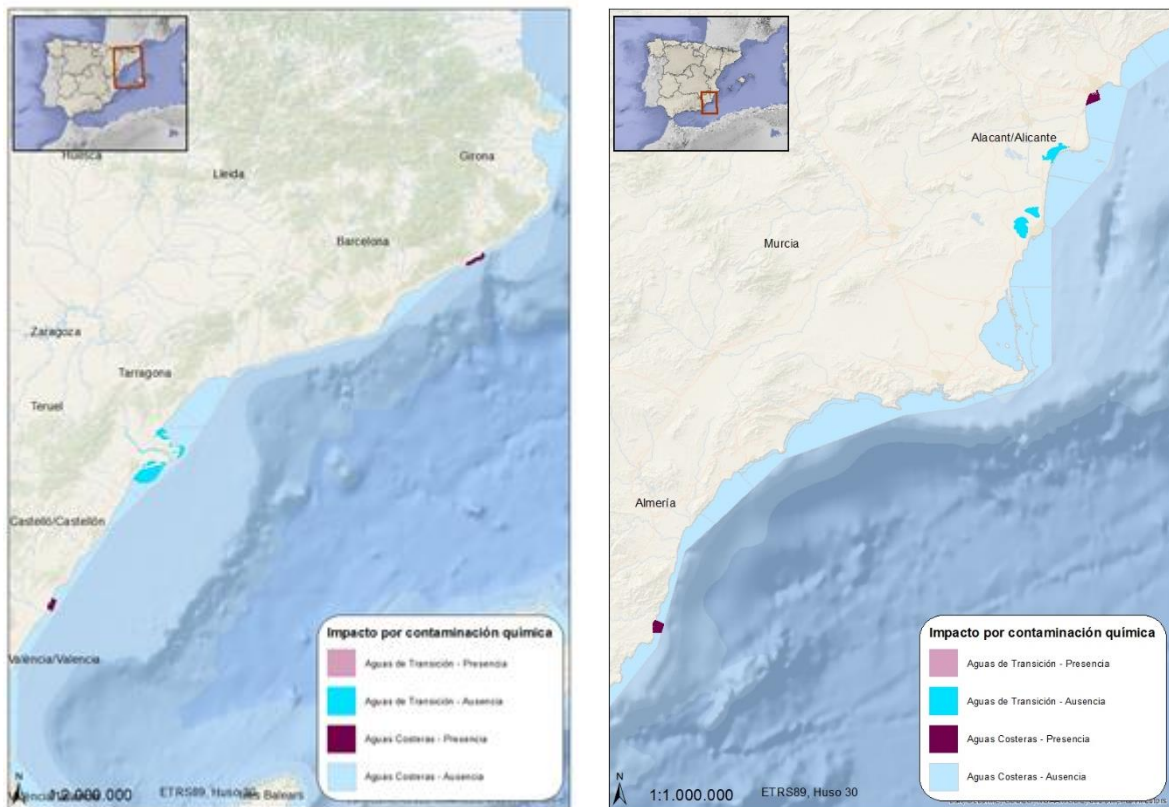 Huesca
Lleida
Girona
Barcelona
Zaragoza
Tarragona
Teruel
Castelló/Castellón
València/Valencia
Impacto por contaminación química
Aguas de Transición - Presencia
Aguas de Transición - Ausencia
Aguas Costeras - Presencia
Aguas Costeras - Ausencia
N
1:2.000.000
ETRS89, Huso 30
Illes Balears
Alacant/Alicante
Murcia
Almería
Impacto por contaminación química
Aguas de Transición - Presencia
Aguas de Transición - Ausencia
Aguas Costeras - Presencia
Aguas Costeras - Ausencia
N
1:1.000.000
ETRS89, Huso 30